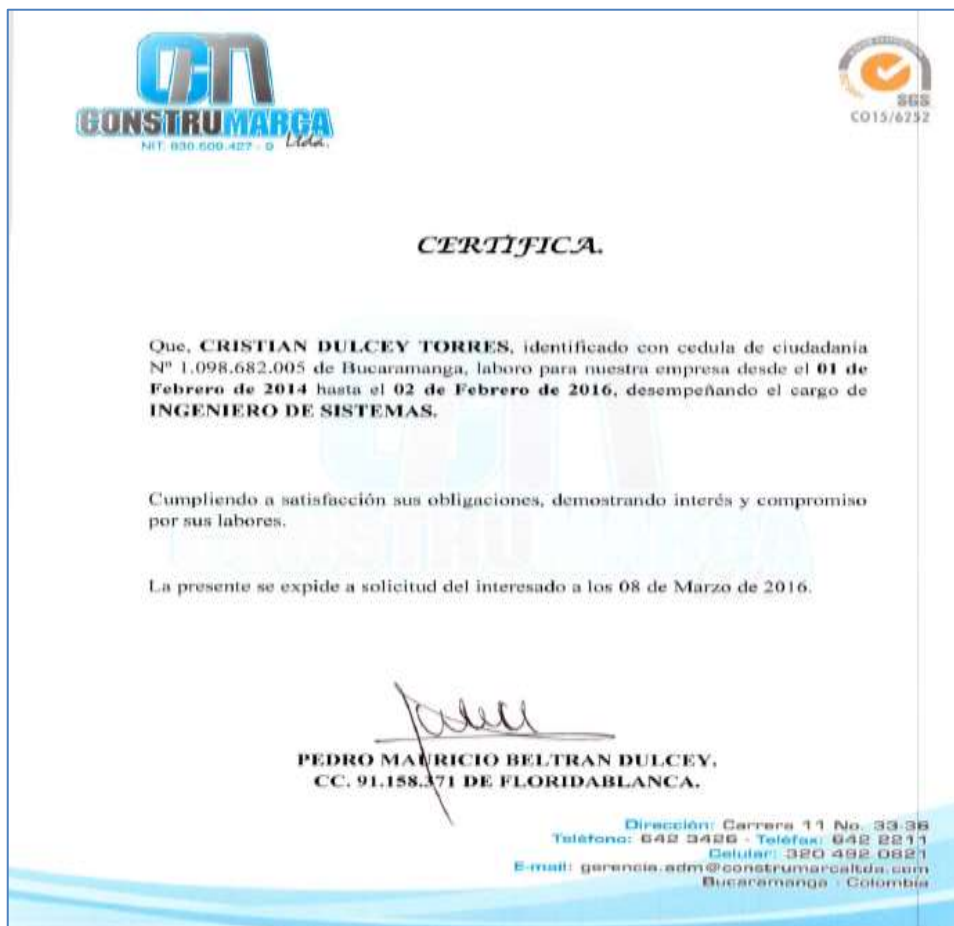 CONSTRUMARCA
Ltda.
NIT. 830.509.427 - 9
SGS
CO15/6252
CERTIFICA.
Que, CRISTIAN DULCEY TORRES, identificado con cedula de ciudadanía
Nº 1.098.682.005 de Bucaramanga, laboro para nuestra empresa desde el 01 de
Febrero de 2014 hasta el 02 de Febrero de 2016, desempeñando el cargo de
INGENIERO DE SISTEMAS.
Cumpliendo a satisfacción sus obligaciones, demostrando interés y compromiso
por sus labores.
La presente se expide a solicitud del interesado a los 08 de Marzo de 2016.
PEDRO MAURICIO BELTRAN DULCEY.
CC. 91.158.371 DE FLORIDABLANCA.
Dirección: Carrera 11 No. 33-36
Teléfono: 642 3426 - Telefax: 642 2211
Celular: 320 492 0821
E-mail: gerencia.adm@construmarcaltda.com
Bucaramanga - Colombia